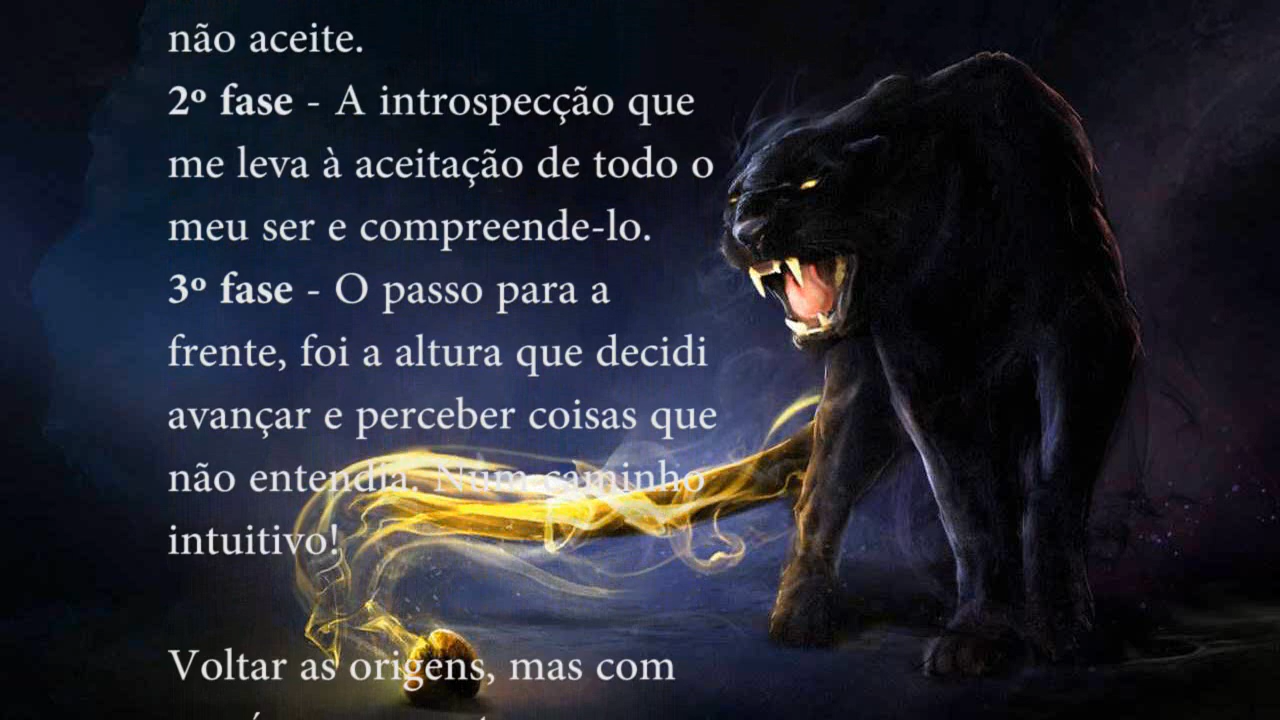 não aceite.
2º fase - A introspecção que
me leva à aceitação de todo o
meu ser e compreende-lo.
3º fase - O passo para a
frente, foi a altura que decidi
avançar e perceber coisas que
não entendia. Num caminho
intuitivo!
Voltar as origens, mas com